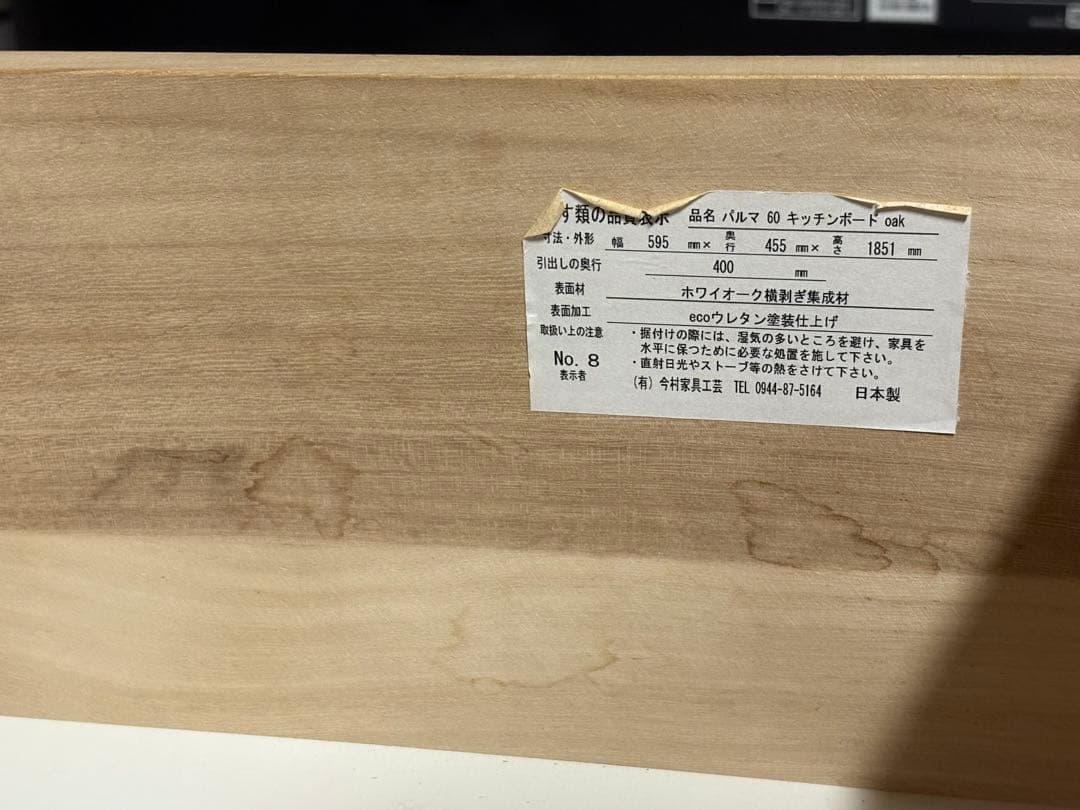 す類の品質表示
品名 パルマ 60 キッチンボード oak
寸法・外形 幅 595 mm× 奥行 455 mm× 高さ 1851 mm
引出しの奥行 400 mm
表面材 ホワイオーク横剥ぎ集成材
表面加工 ecoウレタン塗装仕上げ
取扱い上の注意 ・据付けの際には、湿気の多いところを避け、家具を
水平に保つために必要な処置を施して下さい。
・直射日光やストーブ等の熱をさけて下さい。
No. 8
表示者 (有) 今村家具工芸 TEL 0944-87-5164 日本製